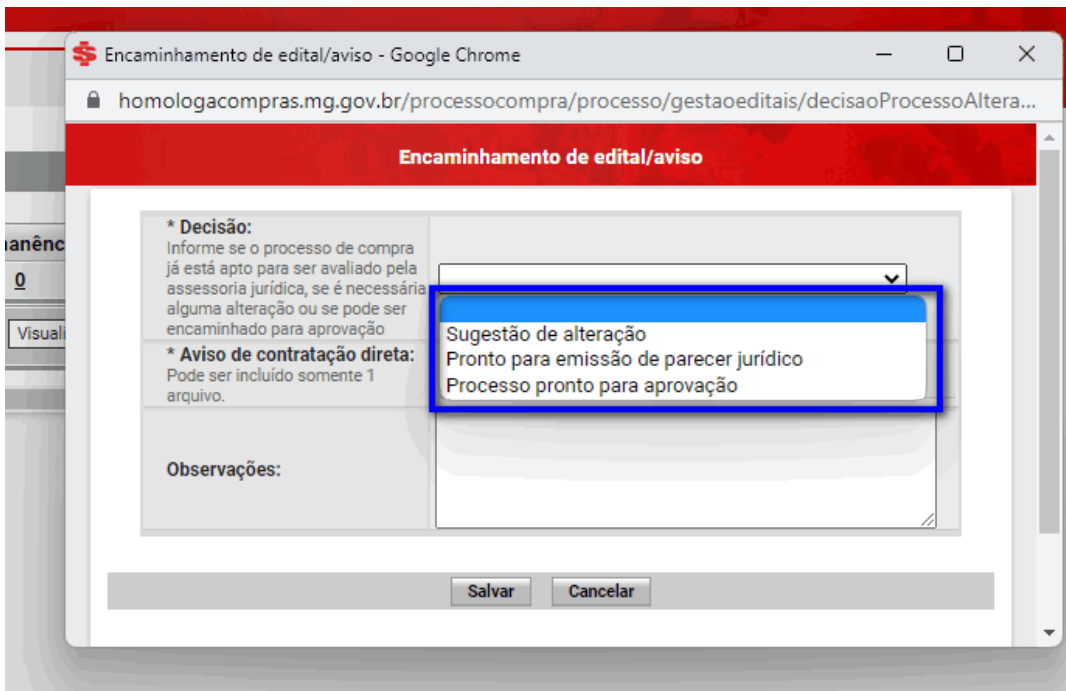 Encaminhamento de edital/aviso - Google Chrome
homologacompras.mg.gov.br/processocompra/processo/gestaoeditais/decisaoProcessoAltera...
Encaminhamento de edital/aviso
* Decisão:
Informe se o processo de compra
já está apto para ser avaliado pela
assessoria jurídica, se é necessária
alguma alteração ou se pode ser
encaminhado para aprovação
Sugestão de alteração
Pronto para emissão de parecer jurídico
Processo pronto para aprovação
* Aviso de contratação direta:
Pode ser incluído somente 1
arquivo.
Observações:
Salvar
Cancelar
0